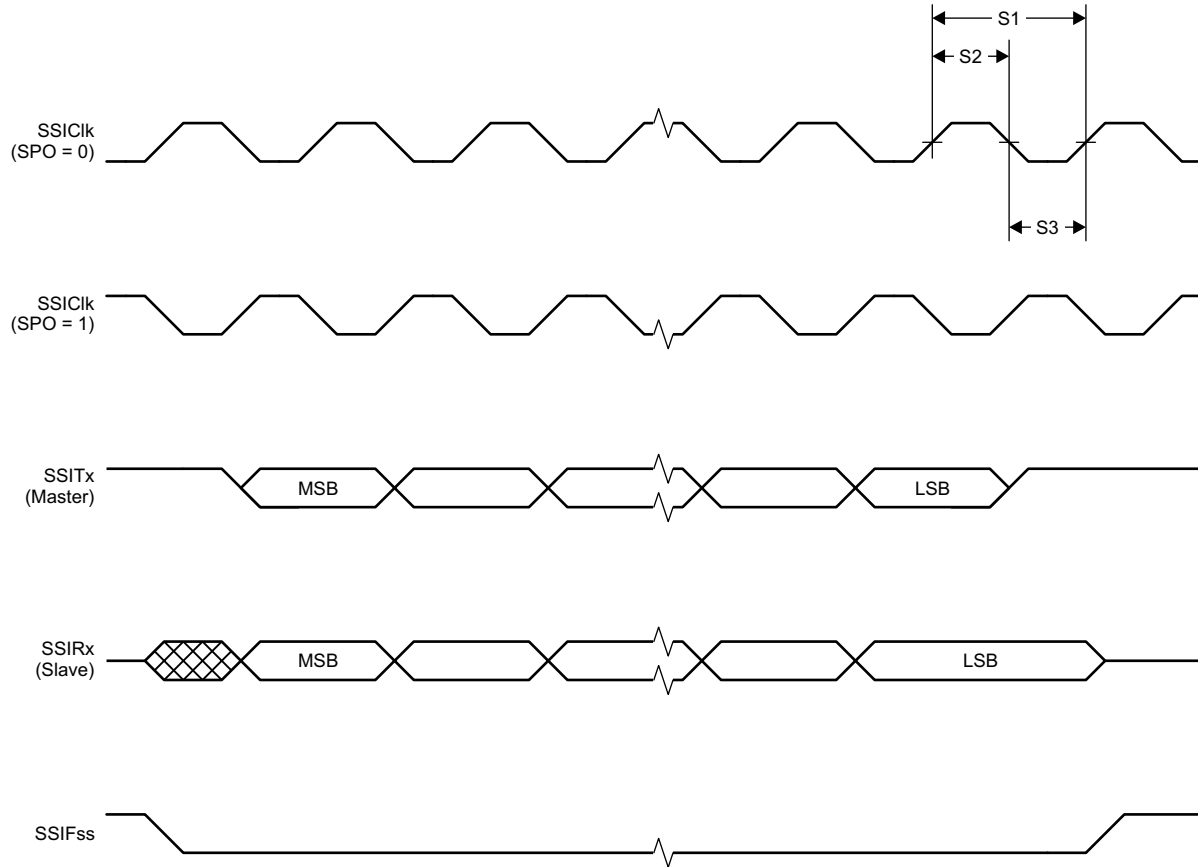 S1
S2
SSIClk
(SPO = 0)
S3
SSIClk
(SPO = 1)
SSITx
(Master)
MSB
LSB
SSIRx
(Slave)
MSB
LSB
SSIFss